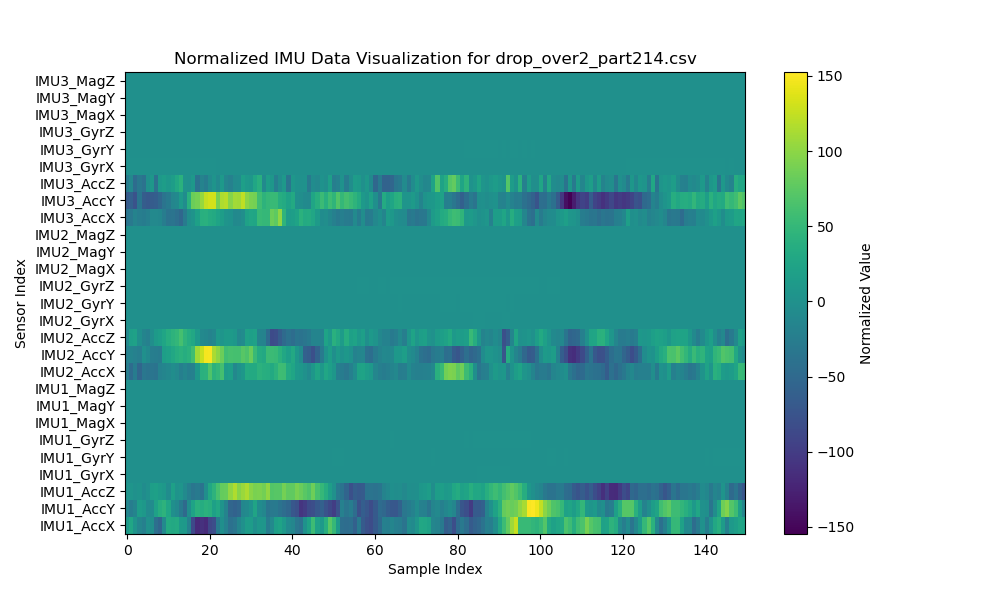 Normalized IMU Data Visualization for drop_over2_part214.csv
IMU3_MagZ
IMU3_MagY
IMU3_MagX
IMU3_GyrZ
IMU3_GyrY
IMU3_GyrX
IMU3_AccZ
IMU3_AccY
IMU3_AccX
IMU2_MagZ
IMU2_MagY
IMU2_MagX
IMU2_GyrZ
IMU2_GyrY
IMU2_GyrX
IMU2_AccZ
IMU2_AccY
IMU2_AccX
IMU1_MagZ
IMU1_MagY
IMU1_MagX
IMU1_GyrZ
IMU1_GyrY
IMU1_GyrX
IMU1_AccZ
IMU1_AccY
IMU1_AccX
Sensor Index
0 20 40 60 80 100 120 140
Sample Index
150
100
50
0
−50
−100
−150
Normalized Value